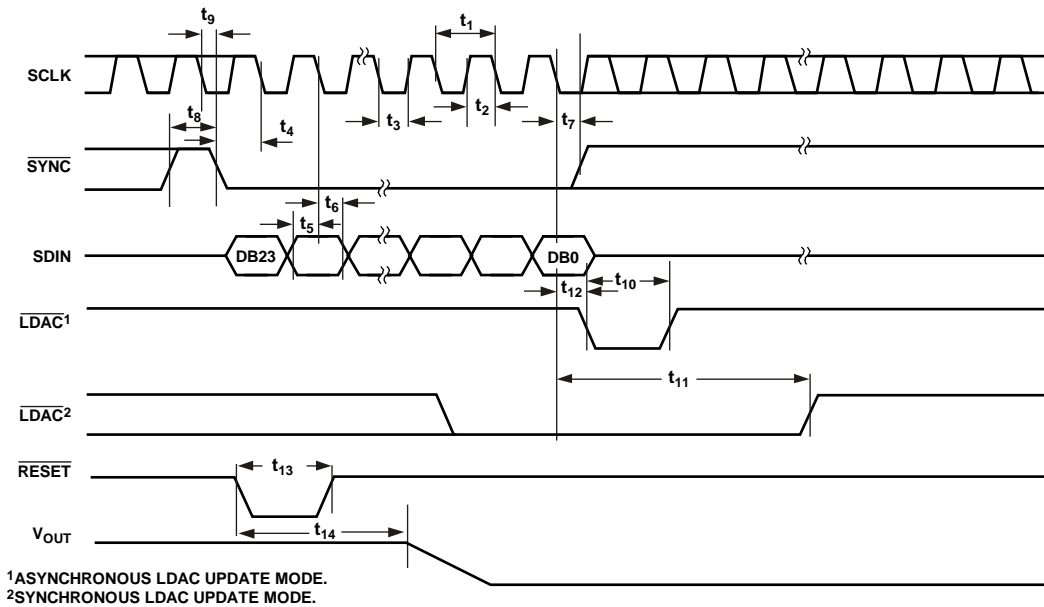 t9
t1
SCLK
t8
t4
t3
t2
t7
SYNC
t6
t5
SDIN
DB23
DB0
t12
t10
LDAC1
t11
LDAC2
RESET
t13
t14
VOUT
1ASYNCHRONOUS LDAC UPDATE MODE.
2SYNCHRONOUS LDAC UPDATE MODE.